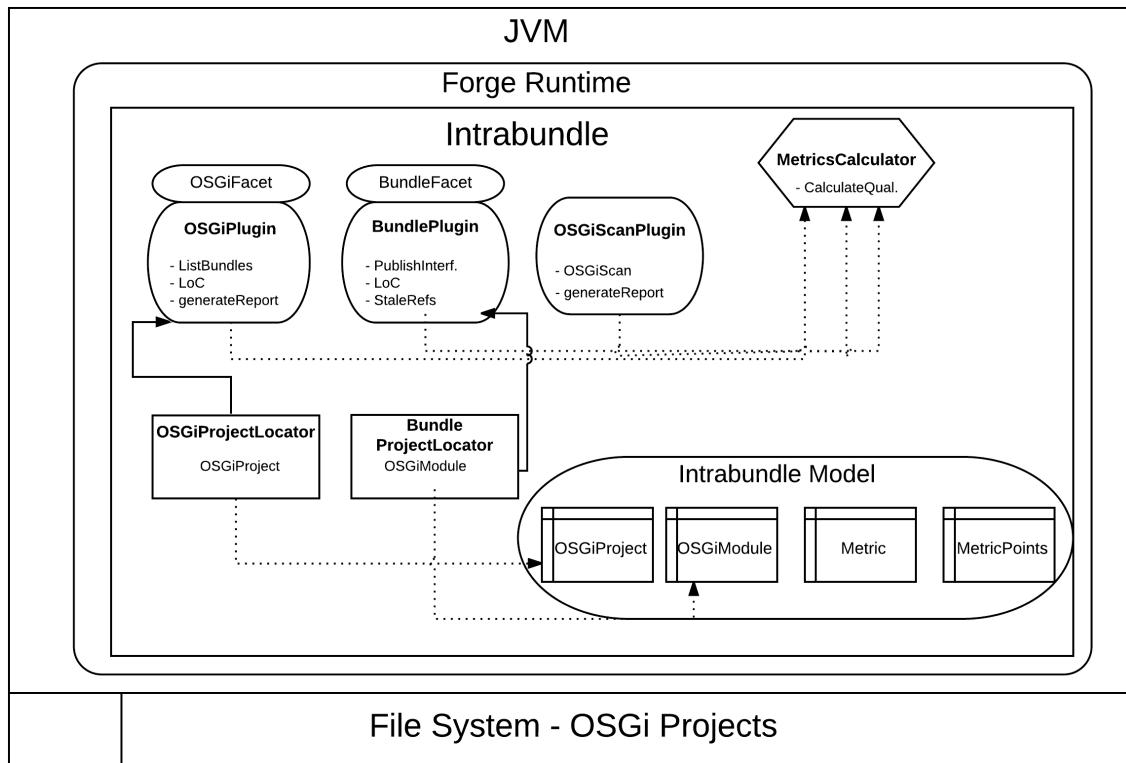 JVM
Forge Runtime
Intrabundle
OSGiFacet
OSGiPlugin
- ListBundles
- LoC
- generateReport
BundleFacet
BundlePlugin
- PublishInterf.
- LoC
- StaleRefs
OSGiScanPlugin
- OSGiScan
- generateReport
MetricsCalculator
- CalculateQual.
OSGiProjectLocator
OSGiProject
Bundle
ProjectLocator
OSGiModule
Intrabundle Model
OSGiProject
OSGiModule
Metric
MetricPoints
File System - OSGi Projects